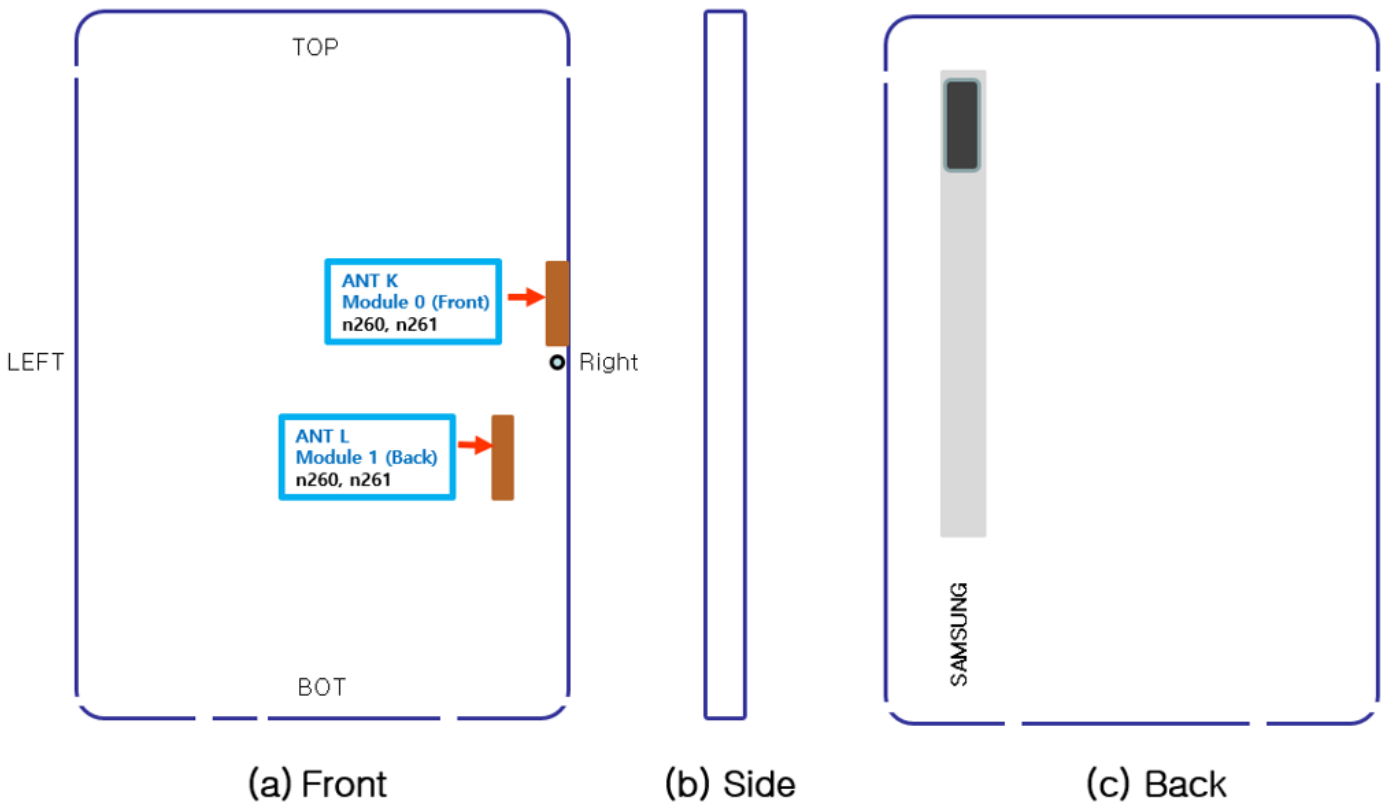 TOP
ANT K
Module 0 (Front)
n260, n261
LEFT
Right
ANT L
Module 1 (Back)
n260, n261
BOT
SAMSUNG
(a) Front
(b) Side
(c) Back